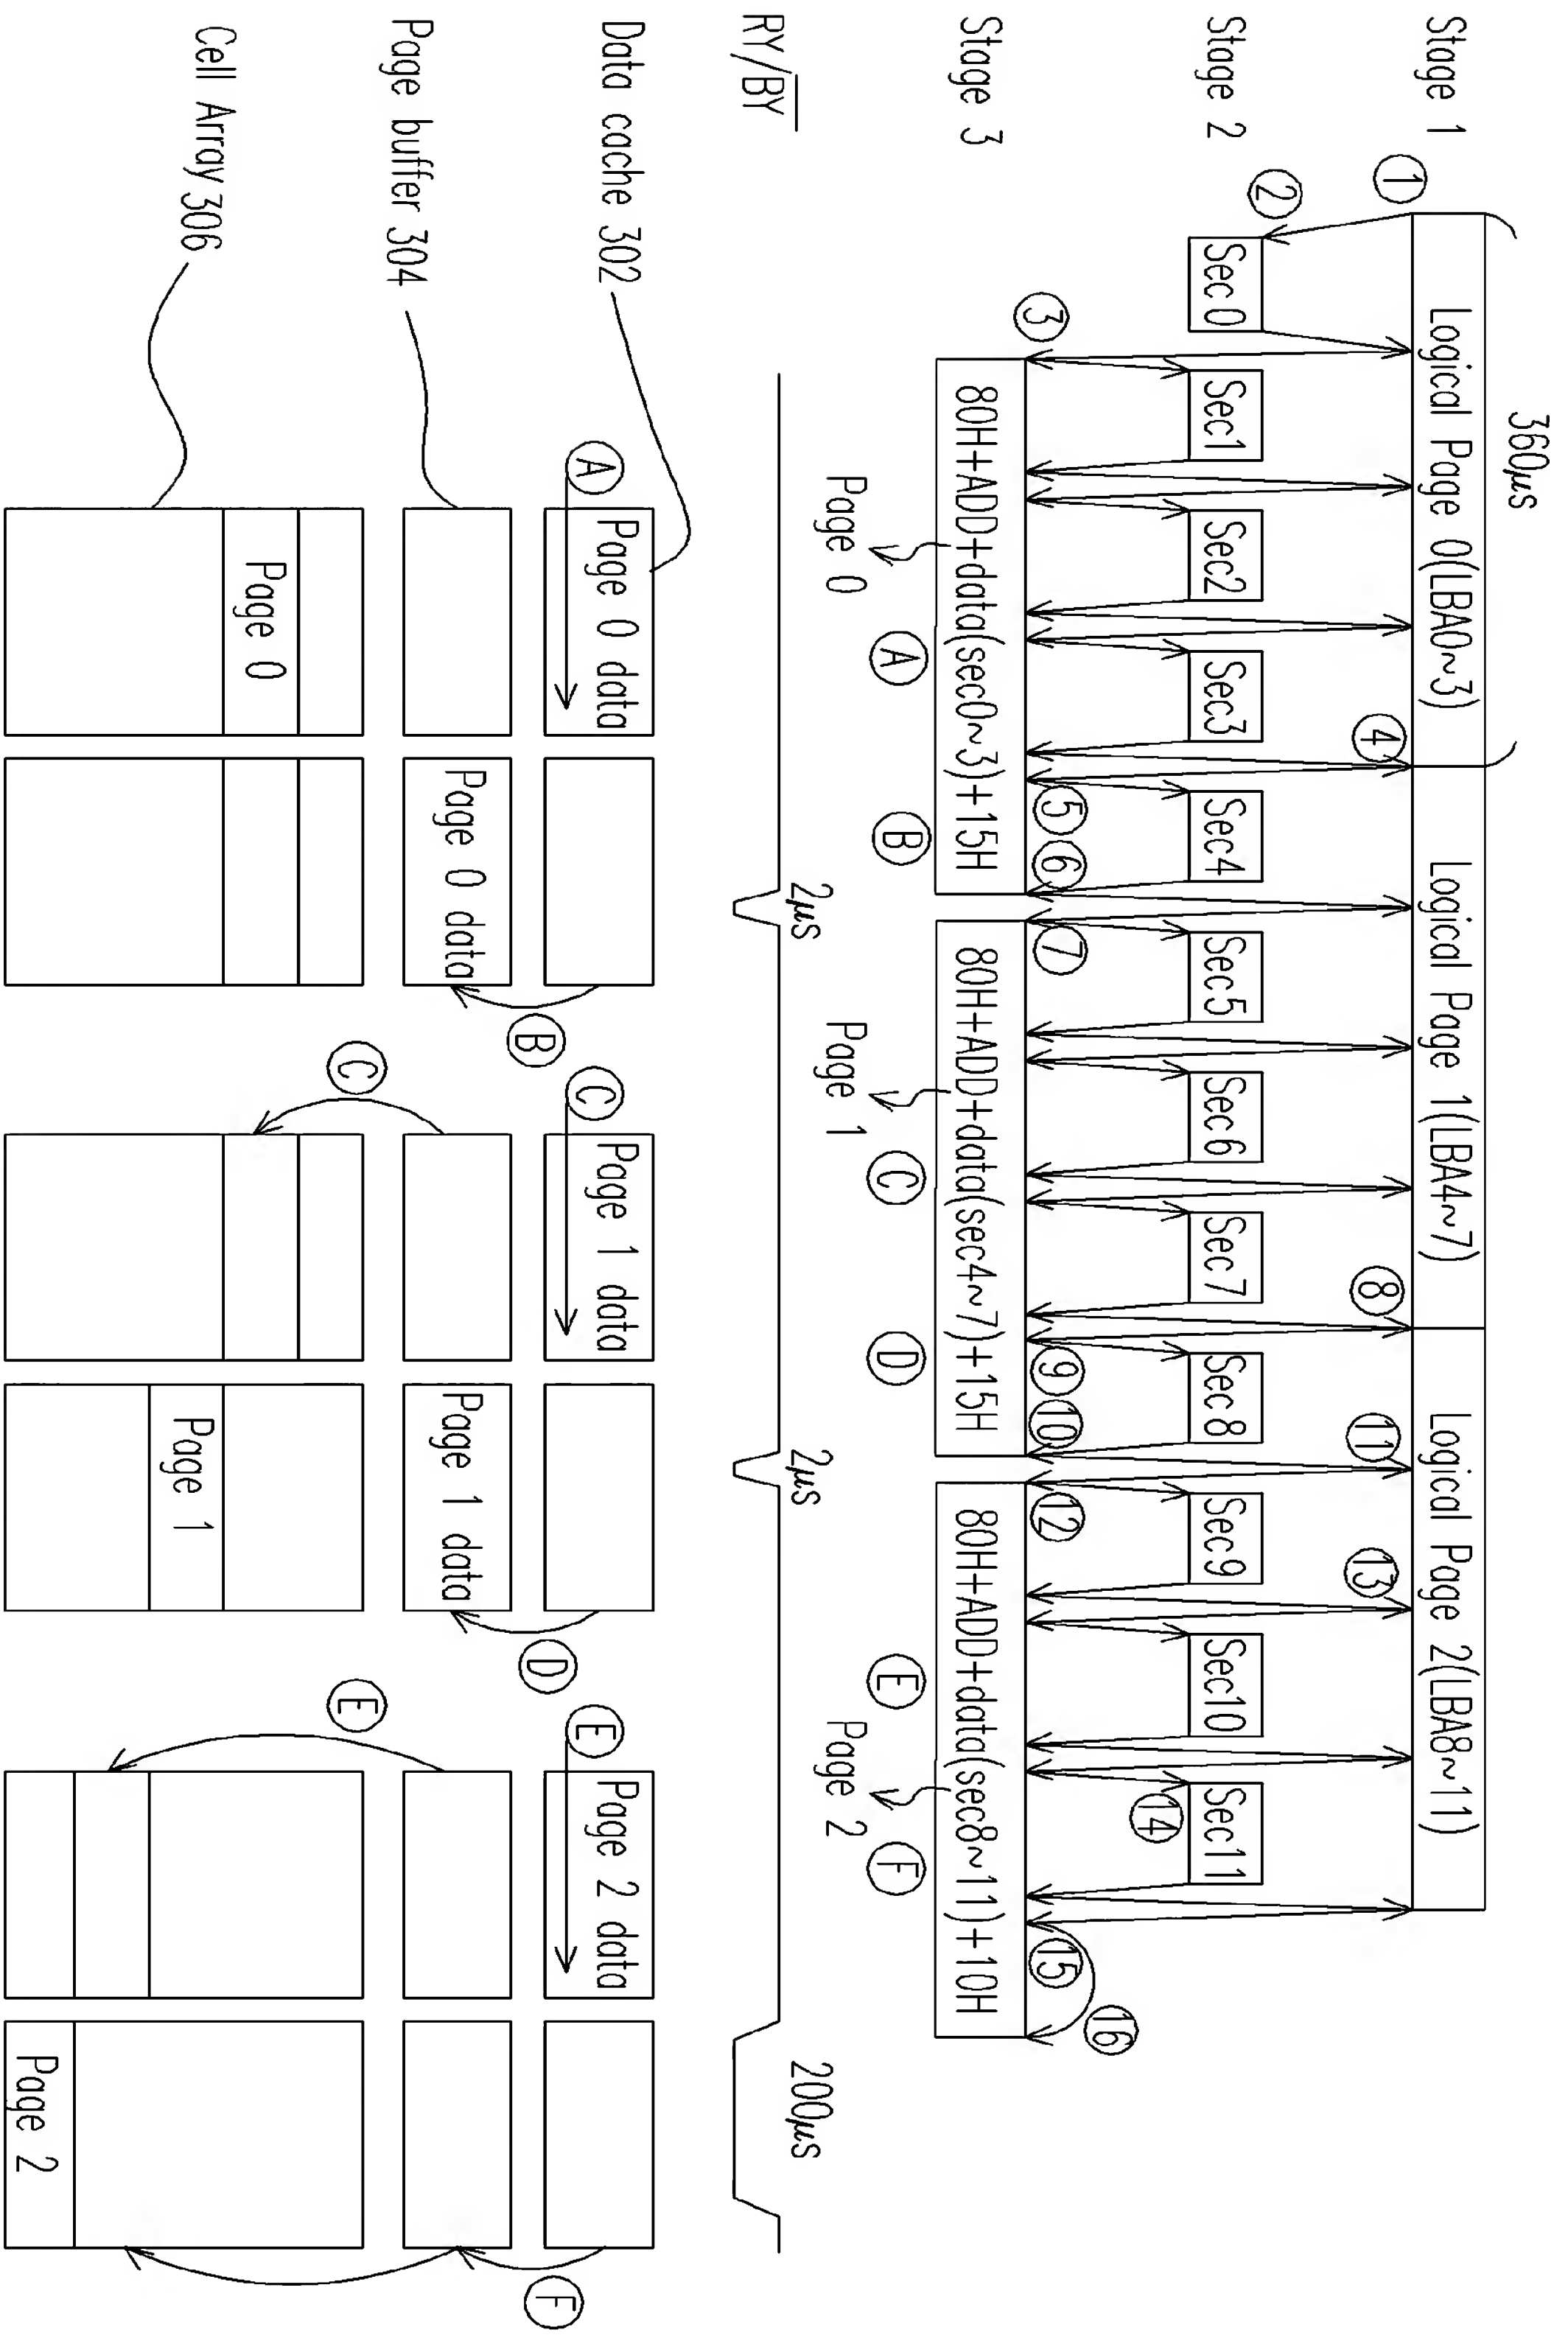 360μs
Stage 1
① Logical Page 0(LBA0~3) ④ Logical Page 1(LBA4~7) ⑧ Logical Page 2(LBA8~11)
⑪ ⑬
Stage 2
② Sec0 Sec1 Sec2 Sec3 Sec4 Sec5 Sec6 Sec7 Sec8 Sec9 Sec10 Sec11
⑭
③ ⑤ ⑥ ⑦ ⑨ ⑩ ⑫ ⑮ ⑯
Stage 3
80H+ADD+data(sec0~3)+15H 80H+ADD+data(sec4~7)+15H 80H+ADD+data(sec8~11)+10H
Ⓐ Ⓑ Ⓒ Ⓓ Ⓔ Ⓕ
Page 0 Page 1 Page 2
2μs 2μs 200μs
RY/BY
Data cache 302
Ⓐ Page 0 data Ⓒ Page 1 data Ⓔ Page 2 data
Ⓑ Ⓓ Ⓕ
Page buffer 304
Page 0 data Page 1 data
Ⓒ Ⓔ
Cell Array 306
Page 0 Page 1 Page 2